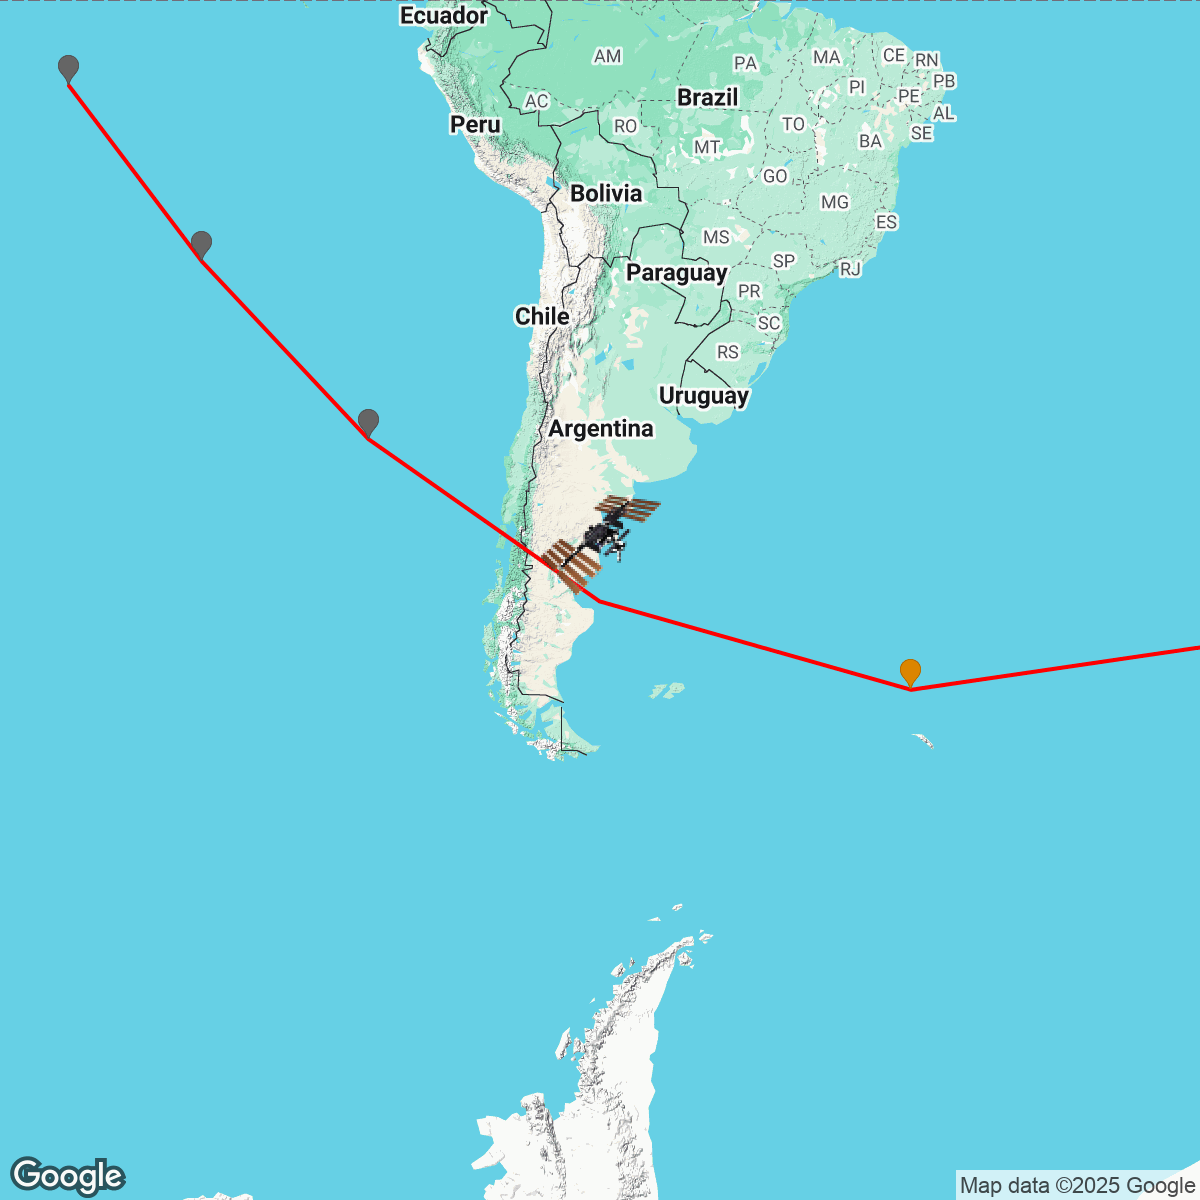 Ecuador
AM
PA
MA
CE
RN
PI
PB
PE
AC
Brazil
AL
Peru
RO
TO
SE
MT
BA
GO
Bolivia
MG
ES
MS
SP
RJ
Paraguay
PR
Chile
SC
RS
Uruguay
Argentina
Google
Map data ©2025 Google